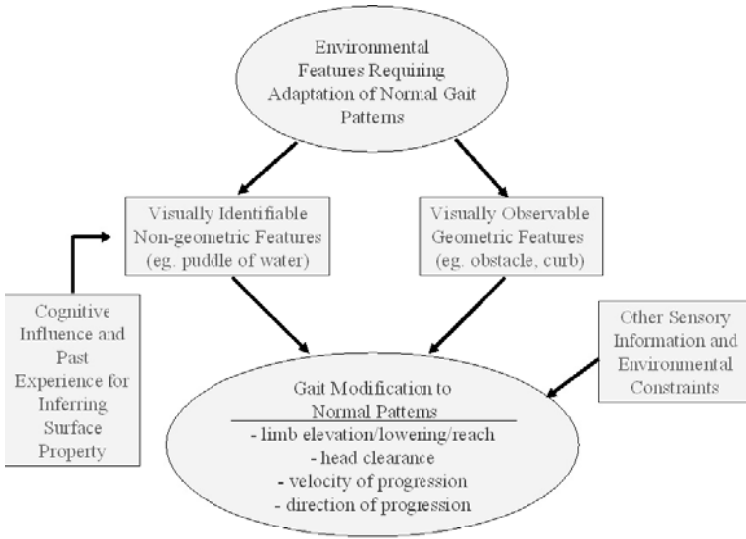 Environmental
Features Requiring
Adaptation of Normal Gait
Patterns
Visually Identifiable
Non-geometric Features
(eg. puddle of water)
Visually Observable
Geometric Features
(eg. obstacle, curb)
Cognitive
Influence and
Past
Experience for
Inferring
Surface
Property
Other Sensory
Information and
Environmental
Constraints
Gait Modification to
Normal Patterns
- limb elevation/lowering/reach
- head clearance
- velocity of progression
- direction of progression